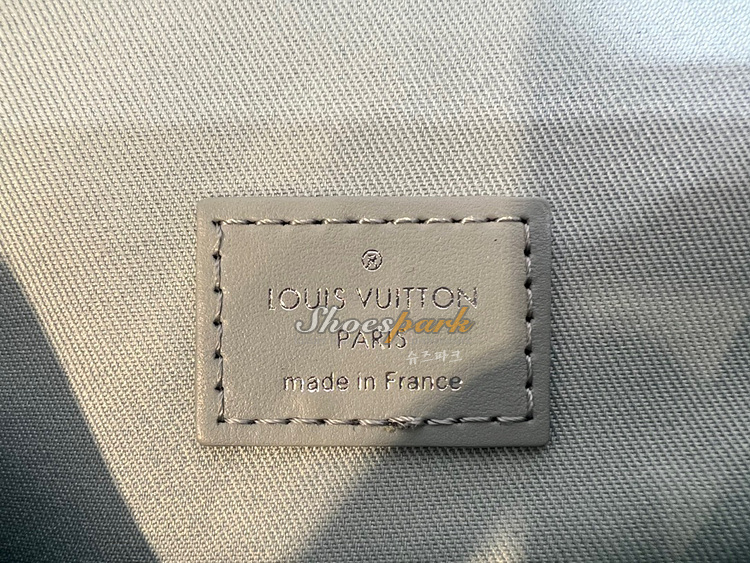 LOUIS VUITTON
Shoespark
PARIS
슈즈파크
made in France